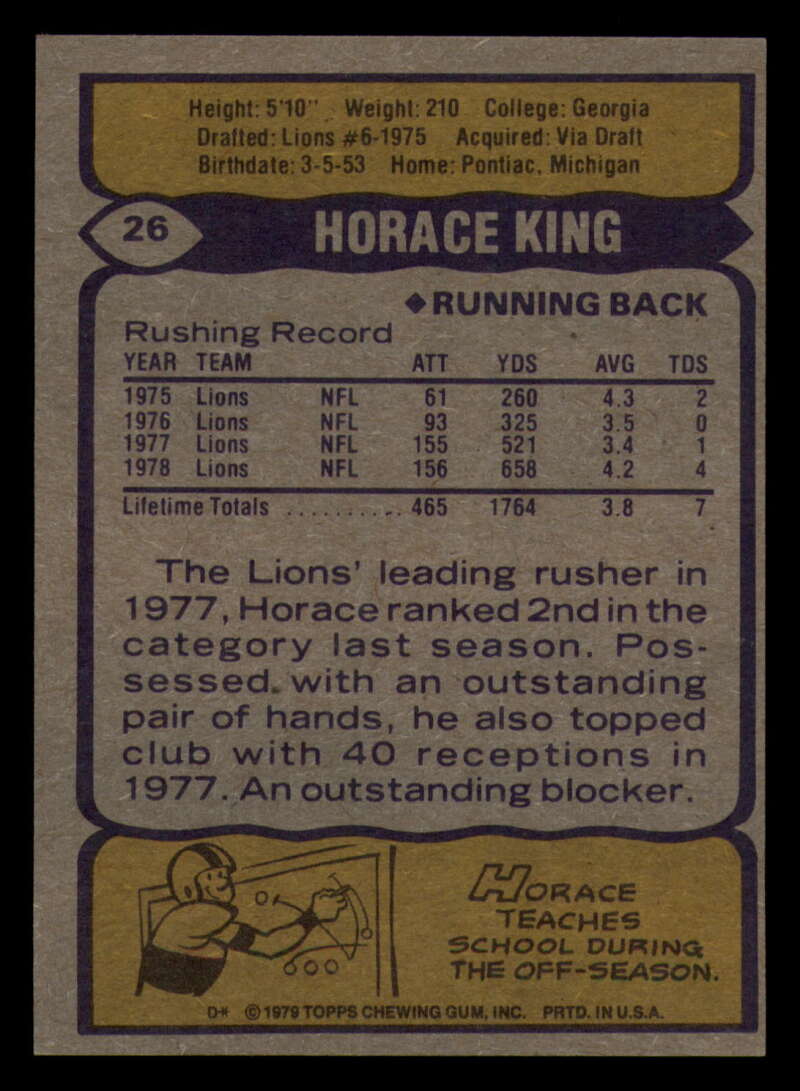 Height: 5'10" Weight: 210 College: Georgia
Drafted: Lions #6-1975 Acquired: Via Draft
Birthdate: 3-5-53 Home: Pontiac, Michigan
26 HORACE KING
◆RUNNING BACK
Rushing Record
YEAR TEAM ATT YDS AVG TDS
1975 Lions NFL 61 260 4.3 2
1976 Lions NFL 93 325 3.5 0
1977 Lions NFL 155 521 3.4 1
1978 Lions NFL 156 658 4.2 4
Lifetime Totals .......... 465 1764 3.8 7
The Lions' leading rusher in
1977, Horace ranked 2nd in the
category last season. Pos-
sessed with an outstanding
pair of hands, he also topped
club with 40 receptions in
1977. An outstanding blocker.
HORACE
TEACHES
SCHOOL DURING
THE OFF-SEASON.
D* ©1979 TOPPS CHEWING GUM, INC. PRTD. IN U.S.A.